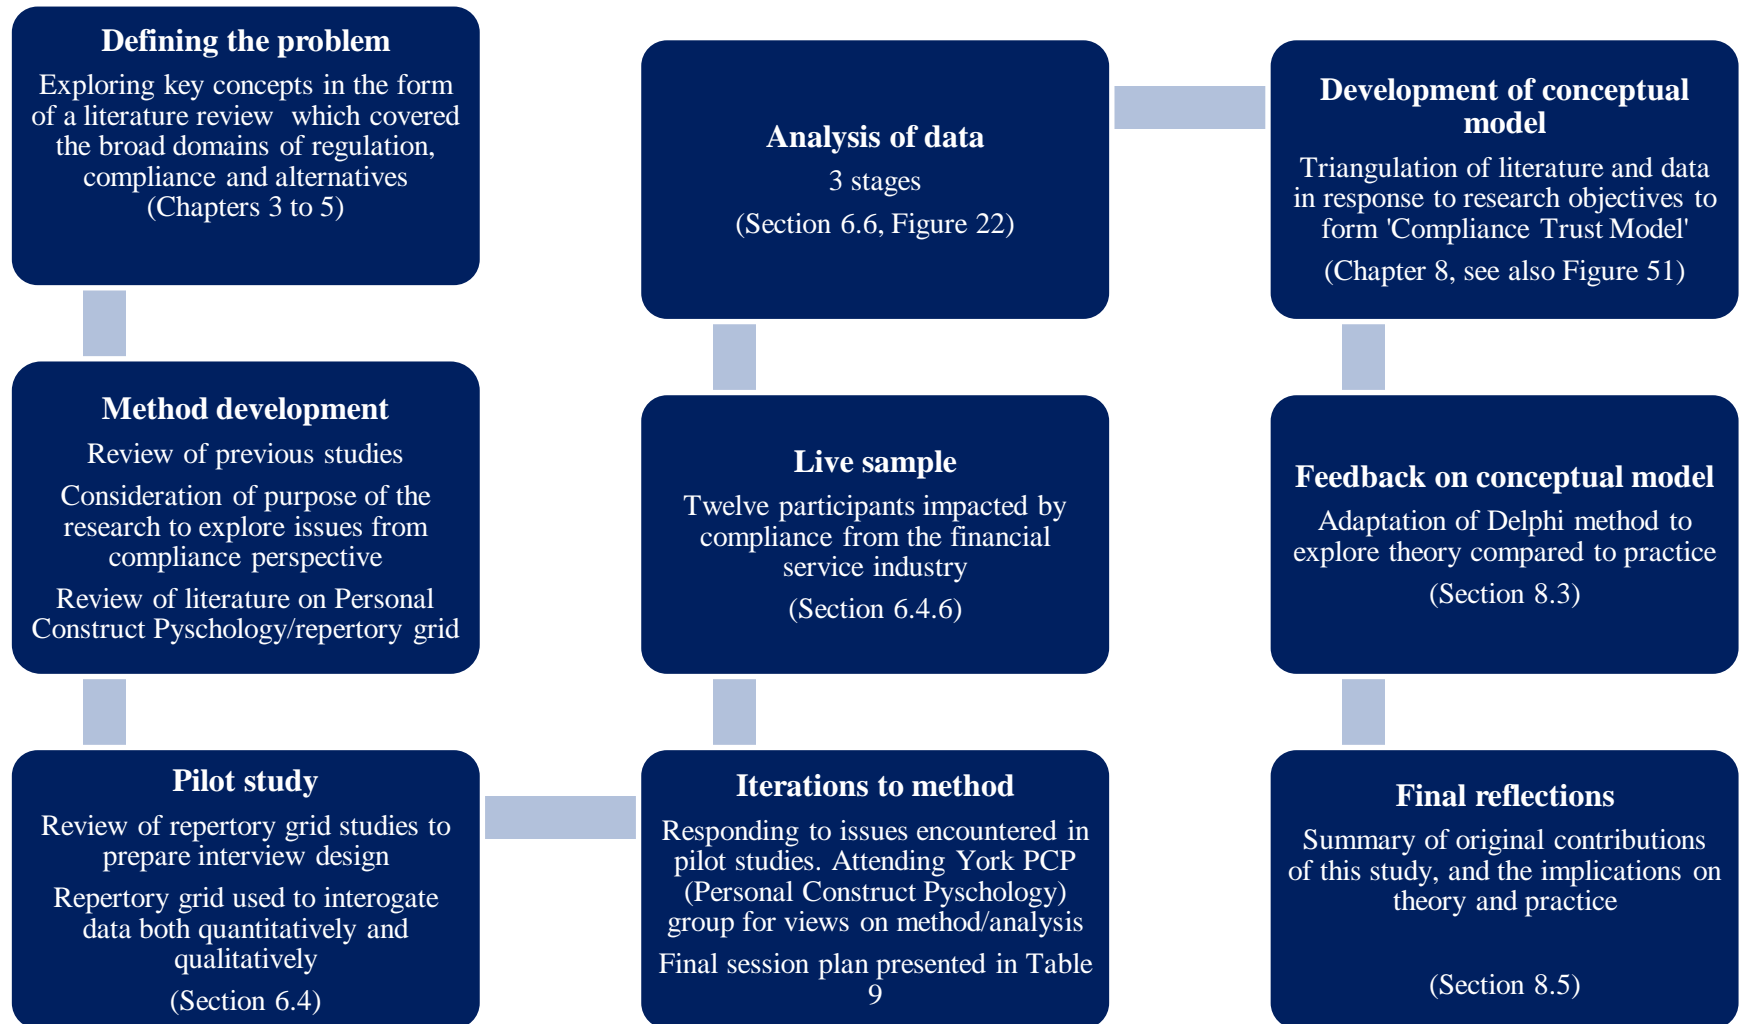 Defining the problem
Exploring key concepts in the form
of a literature review which covered
the broad domains of regulation,
compliance and alternatives
(Chapters 3 to 5)
Method development
Review of previous studies
Consideration of purpose of the
research to explore issues from
compliance perspective
Review of literature on Personal
Construct Pyschology/repertory grid
Pilot study
Review of repertory grid studies to
prepare interview design
Repertory grid used to interogate
data both quantitatively and
qualitatively
(Section 6.4)
Iterations to method
Responding to issues encountered in
pilot studies. Attending York PCP
(Personal Construct Pyschology)
group for views on method/analysis
Final session plan presented in Table
9
Live sample
Twelve participants impacted by
compliance from the financial
service industry
(Section 6.4.6)
Analysis of data
3 stages
(Section 6.6, Figure 22)
Development of conceptual
model
Triangulation of literature and data
in response to research objectives to
form 'Compliance Trust Model'
(Chapter 8, see also Figure 51)
Feedback on conceptual model
Adaptation of Delphi method to
explore theory compared to practice
(Section 8.3)
Final reflections
Summary of original contributions
of this study, and the implications on
theory and practice
(Section 8.5)